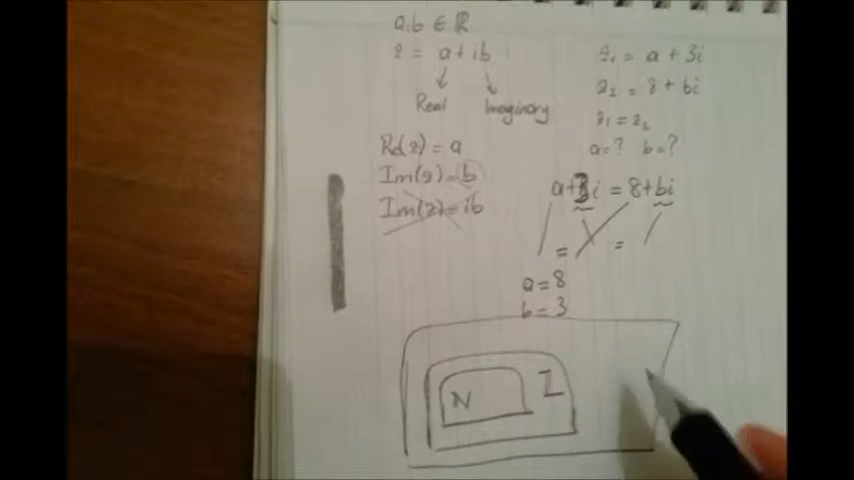 a,b ∈ ℝ
z = a + ib
Real Imaginary
Re(z) = a
Im(z) = b
Im(z) = ib
z₁ = a + 3i
z₂ = 8 + bi
z₁ = z₂
a = ? b = ?
a + 3i = 8 + bi
= =
a = 8
b = 3
N Z